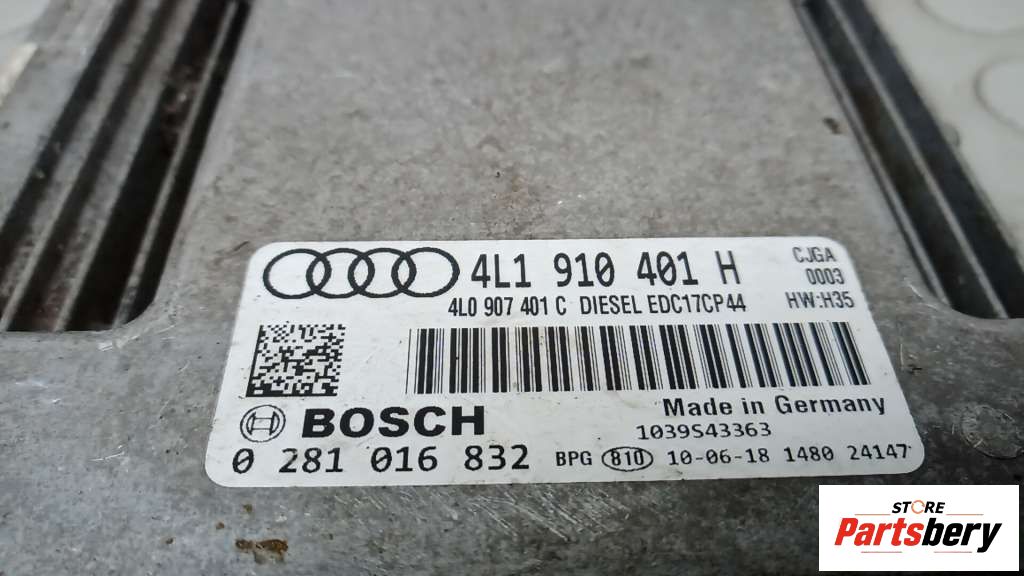 4L1 910 401 H
CJGA
0003
4L0 907 401 C DIESEL EDC17CP44
HW:H35
Made in Germany
BOSCH
1039S43363
0 281 016 832 BPG 810 10-06-18 1480 24147
STORE
Partsbery